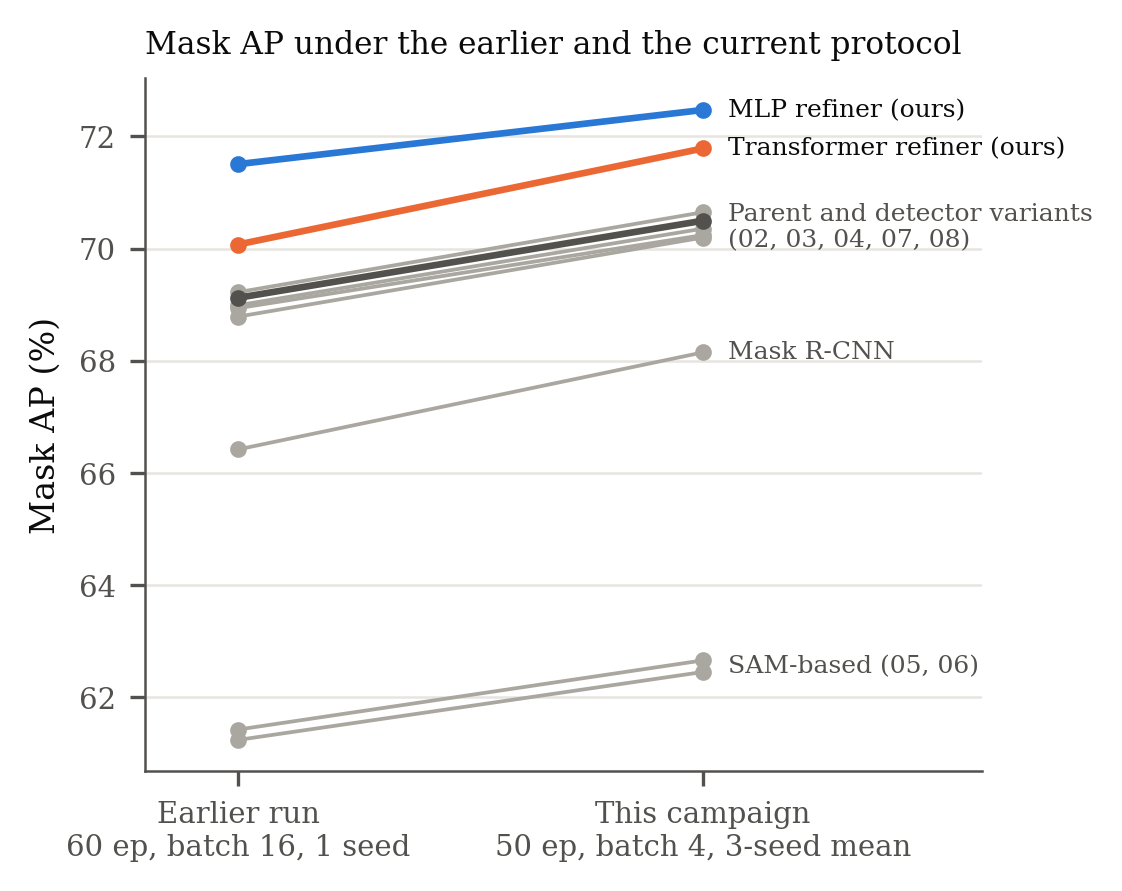 Mask AP under the earlier and the current protocol
Mask AP (%)
72
70
68
66
64
62
MLP refiner (ours)
Transformer refiner (ours)
Parent and detector variants
(02, 03, 04, 07, 08)
Mask R-CNN
SAM-based (05, 06)
Earlier run
60 ep, batch 16, 1 seed
This campaign
50 ep, batch 4, 3-seed mean